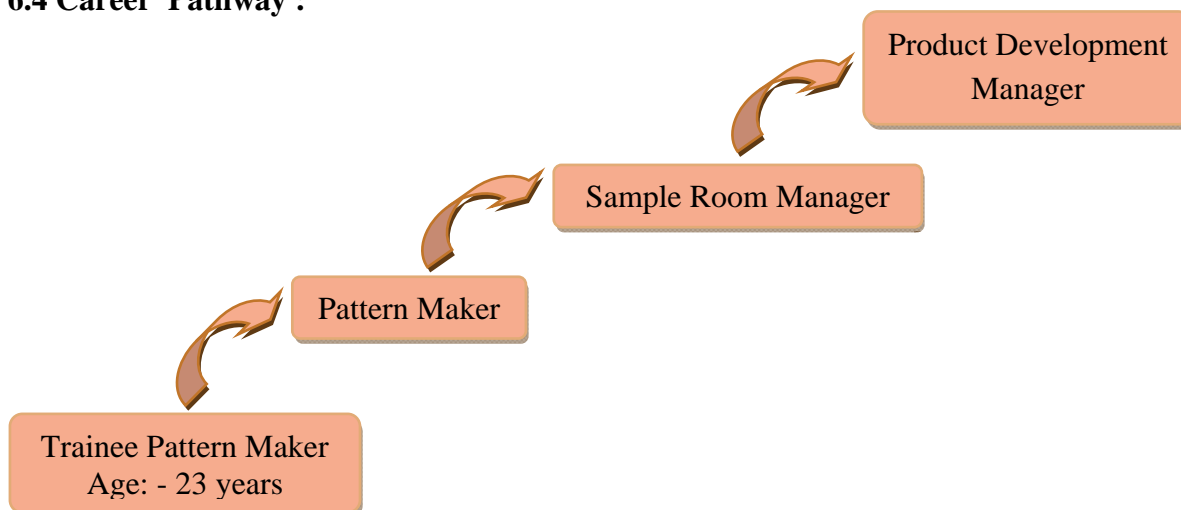 6.4 Career Pathway :
Product Development
Manager
Sample Room Manager
Pattern Maker
Trainee Pattern Maker
Age: - 23 years